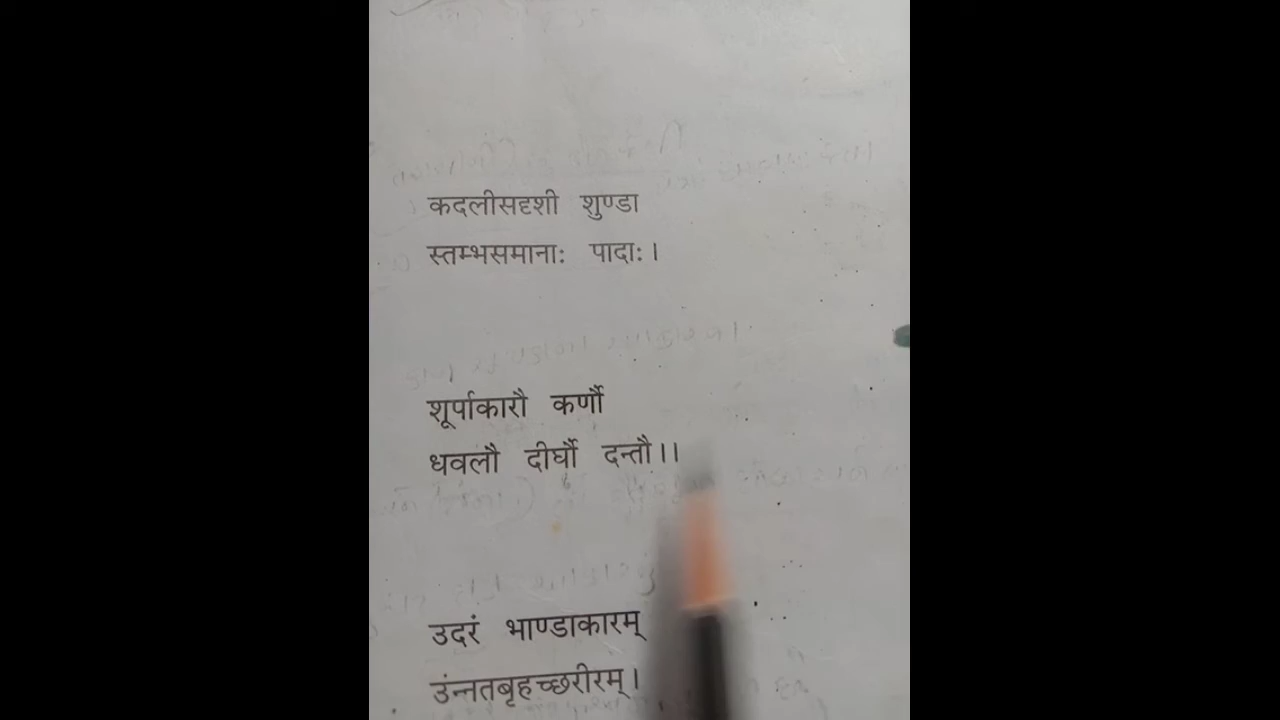 कदलीसदृशी शुण्डा
स्तम्भसमानाः पादाः।
शूर्पाकारौ कर्णौ
धवलौ दीर्घौ दन्तौ।।
उदरं भाण्डाकारम्
उंन्नतबृहच्छरीरम्।